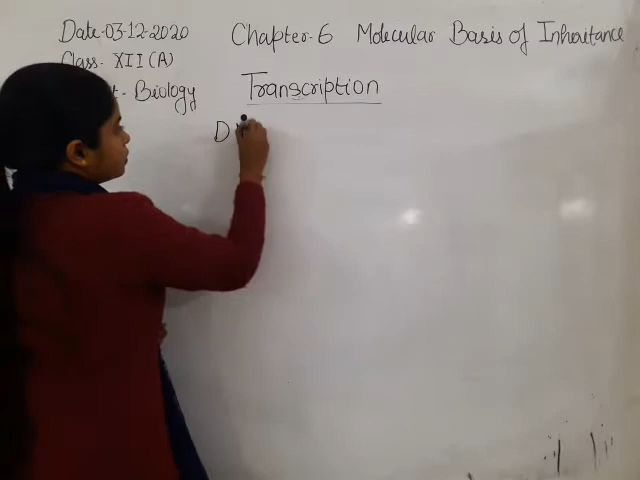 Date-03-12-2020
Chapter-6 Molecular Basis of Inheritance
Class- XII (A)
t- Biology
Transcription
D